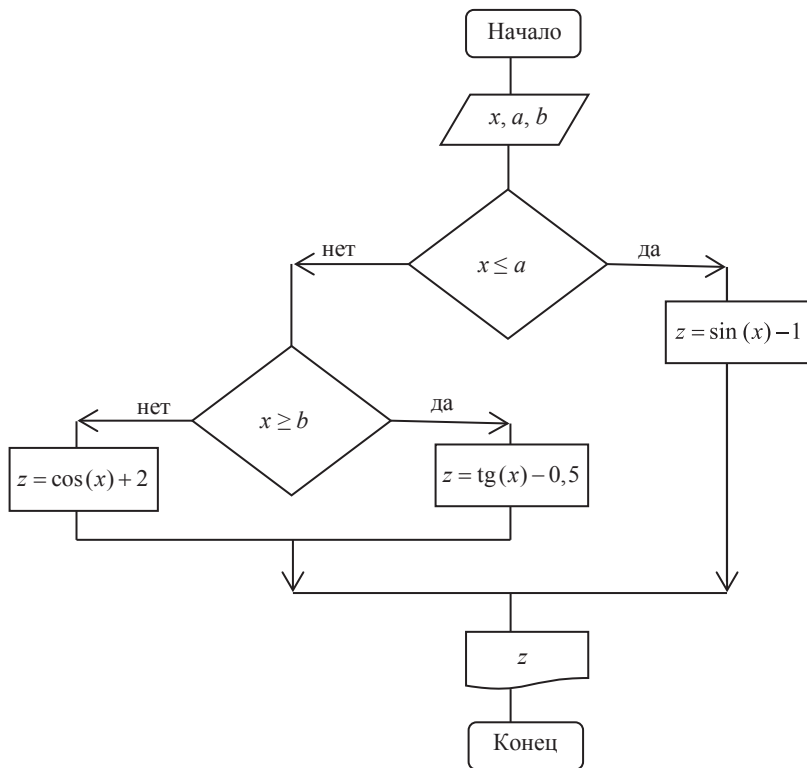 Начало
x, a, b
нет
да
x ≤ a
z = sin (x) − 1
нет
да
x ≥ b
z = cos(x) + 2
z = tg(x) − 0,5
z
Конец